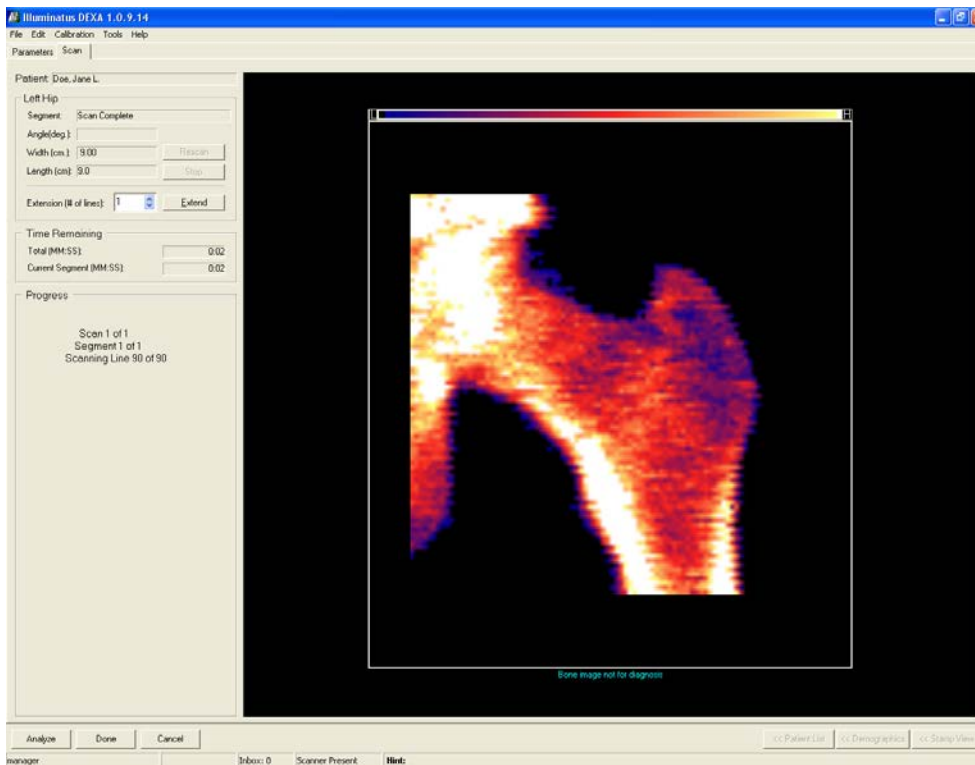 Illuminatus DEXA 1.0.9.14
File Edit Calibration Tools Help
Parameters Scan
Patient: Doe, Jane L.
Left Hip
Segment: Scan Complete
Angle(deg.):
Width (cm.): 9.00 Rescan
Length (cm): 9.0 Stop
Extension (# of lines): 1 Extend
Time Remaining
Total (MM:SS): 0:02
Current Segment (MM:SS): 0:02
Progress
Scan 1 of 1
Segment 1 of 1
Scanning Line 90 of 90
L H
Bone image not for diagnosis
Analyze Done Cancel << Patient List << Demographics << Stamp View
manager Inbox: 0 Scanner Present Hint: